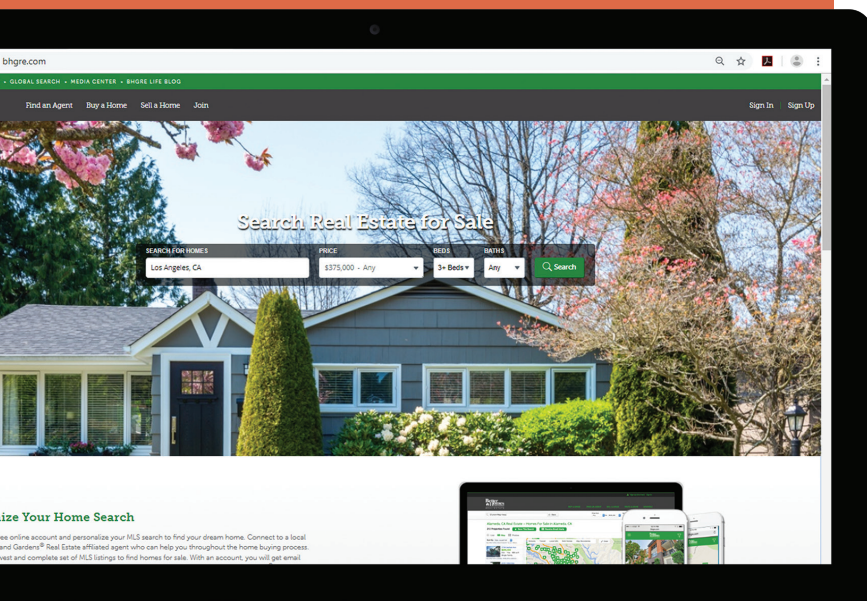 bhgre.com
• GLOBAL SEARCH • MEDIA CENTER • BHGRE LIFE BLOG
Find an Agent Buy a Home Sell a Home Join
Sign In Sign Up
Search Real Estate for Sale
SEARCH FOR HOMES PRICE BEDS BATHS
Los Angeles, CA $375,000 - Any 3+ Beds Any Search
ize Your Home Search
ree online account and personalize your MLS search to find your dream home. Connect to a local
and Gardens® Real Estate affiliated agent who can help you throughout the home buying process.
vest and complete set of MLS listings to find homes for sale. With an account, you will get email